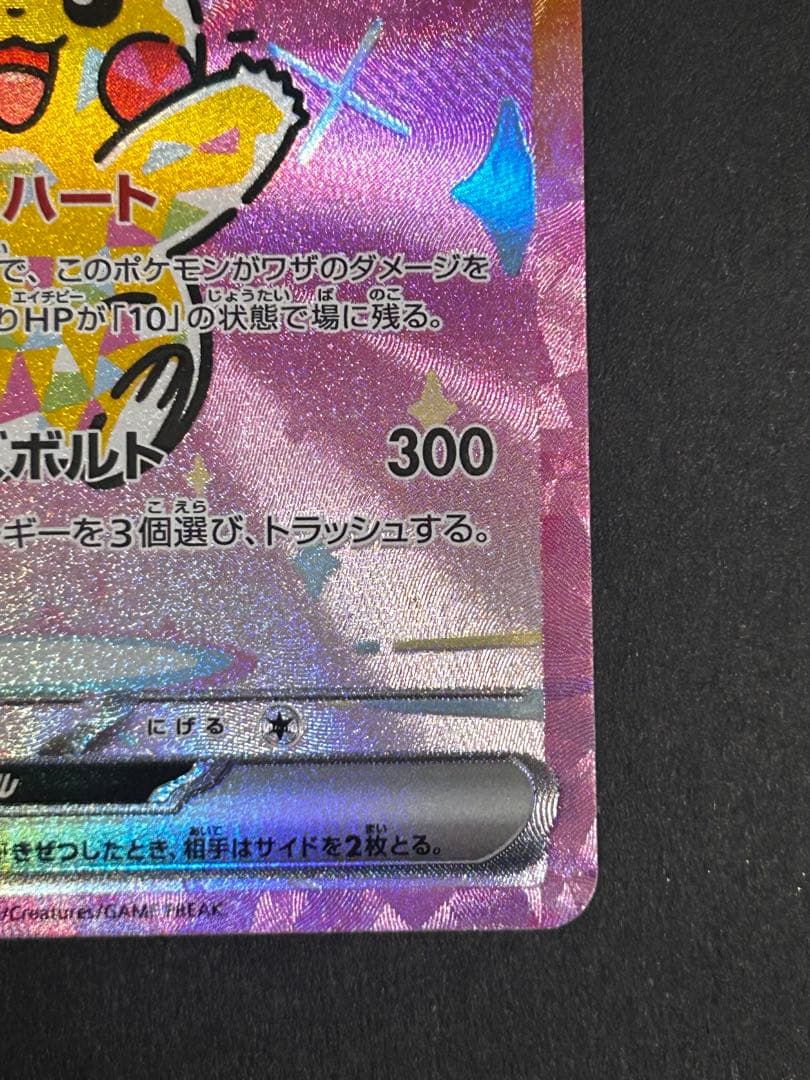 ハート
い
で、このポケモンがワザのダメージを
エイチピー じょうたい ば のこ
りHPが「10」の状態で場に残る。
ボルト 300
こ えら
ギーを3個選び、トラッシュする。
にげる
ル
あいて まい
きぜつしたとき、相手はサイドを2枚とる。
/Creatures/GAME FREAK